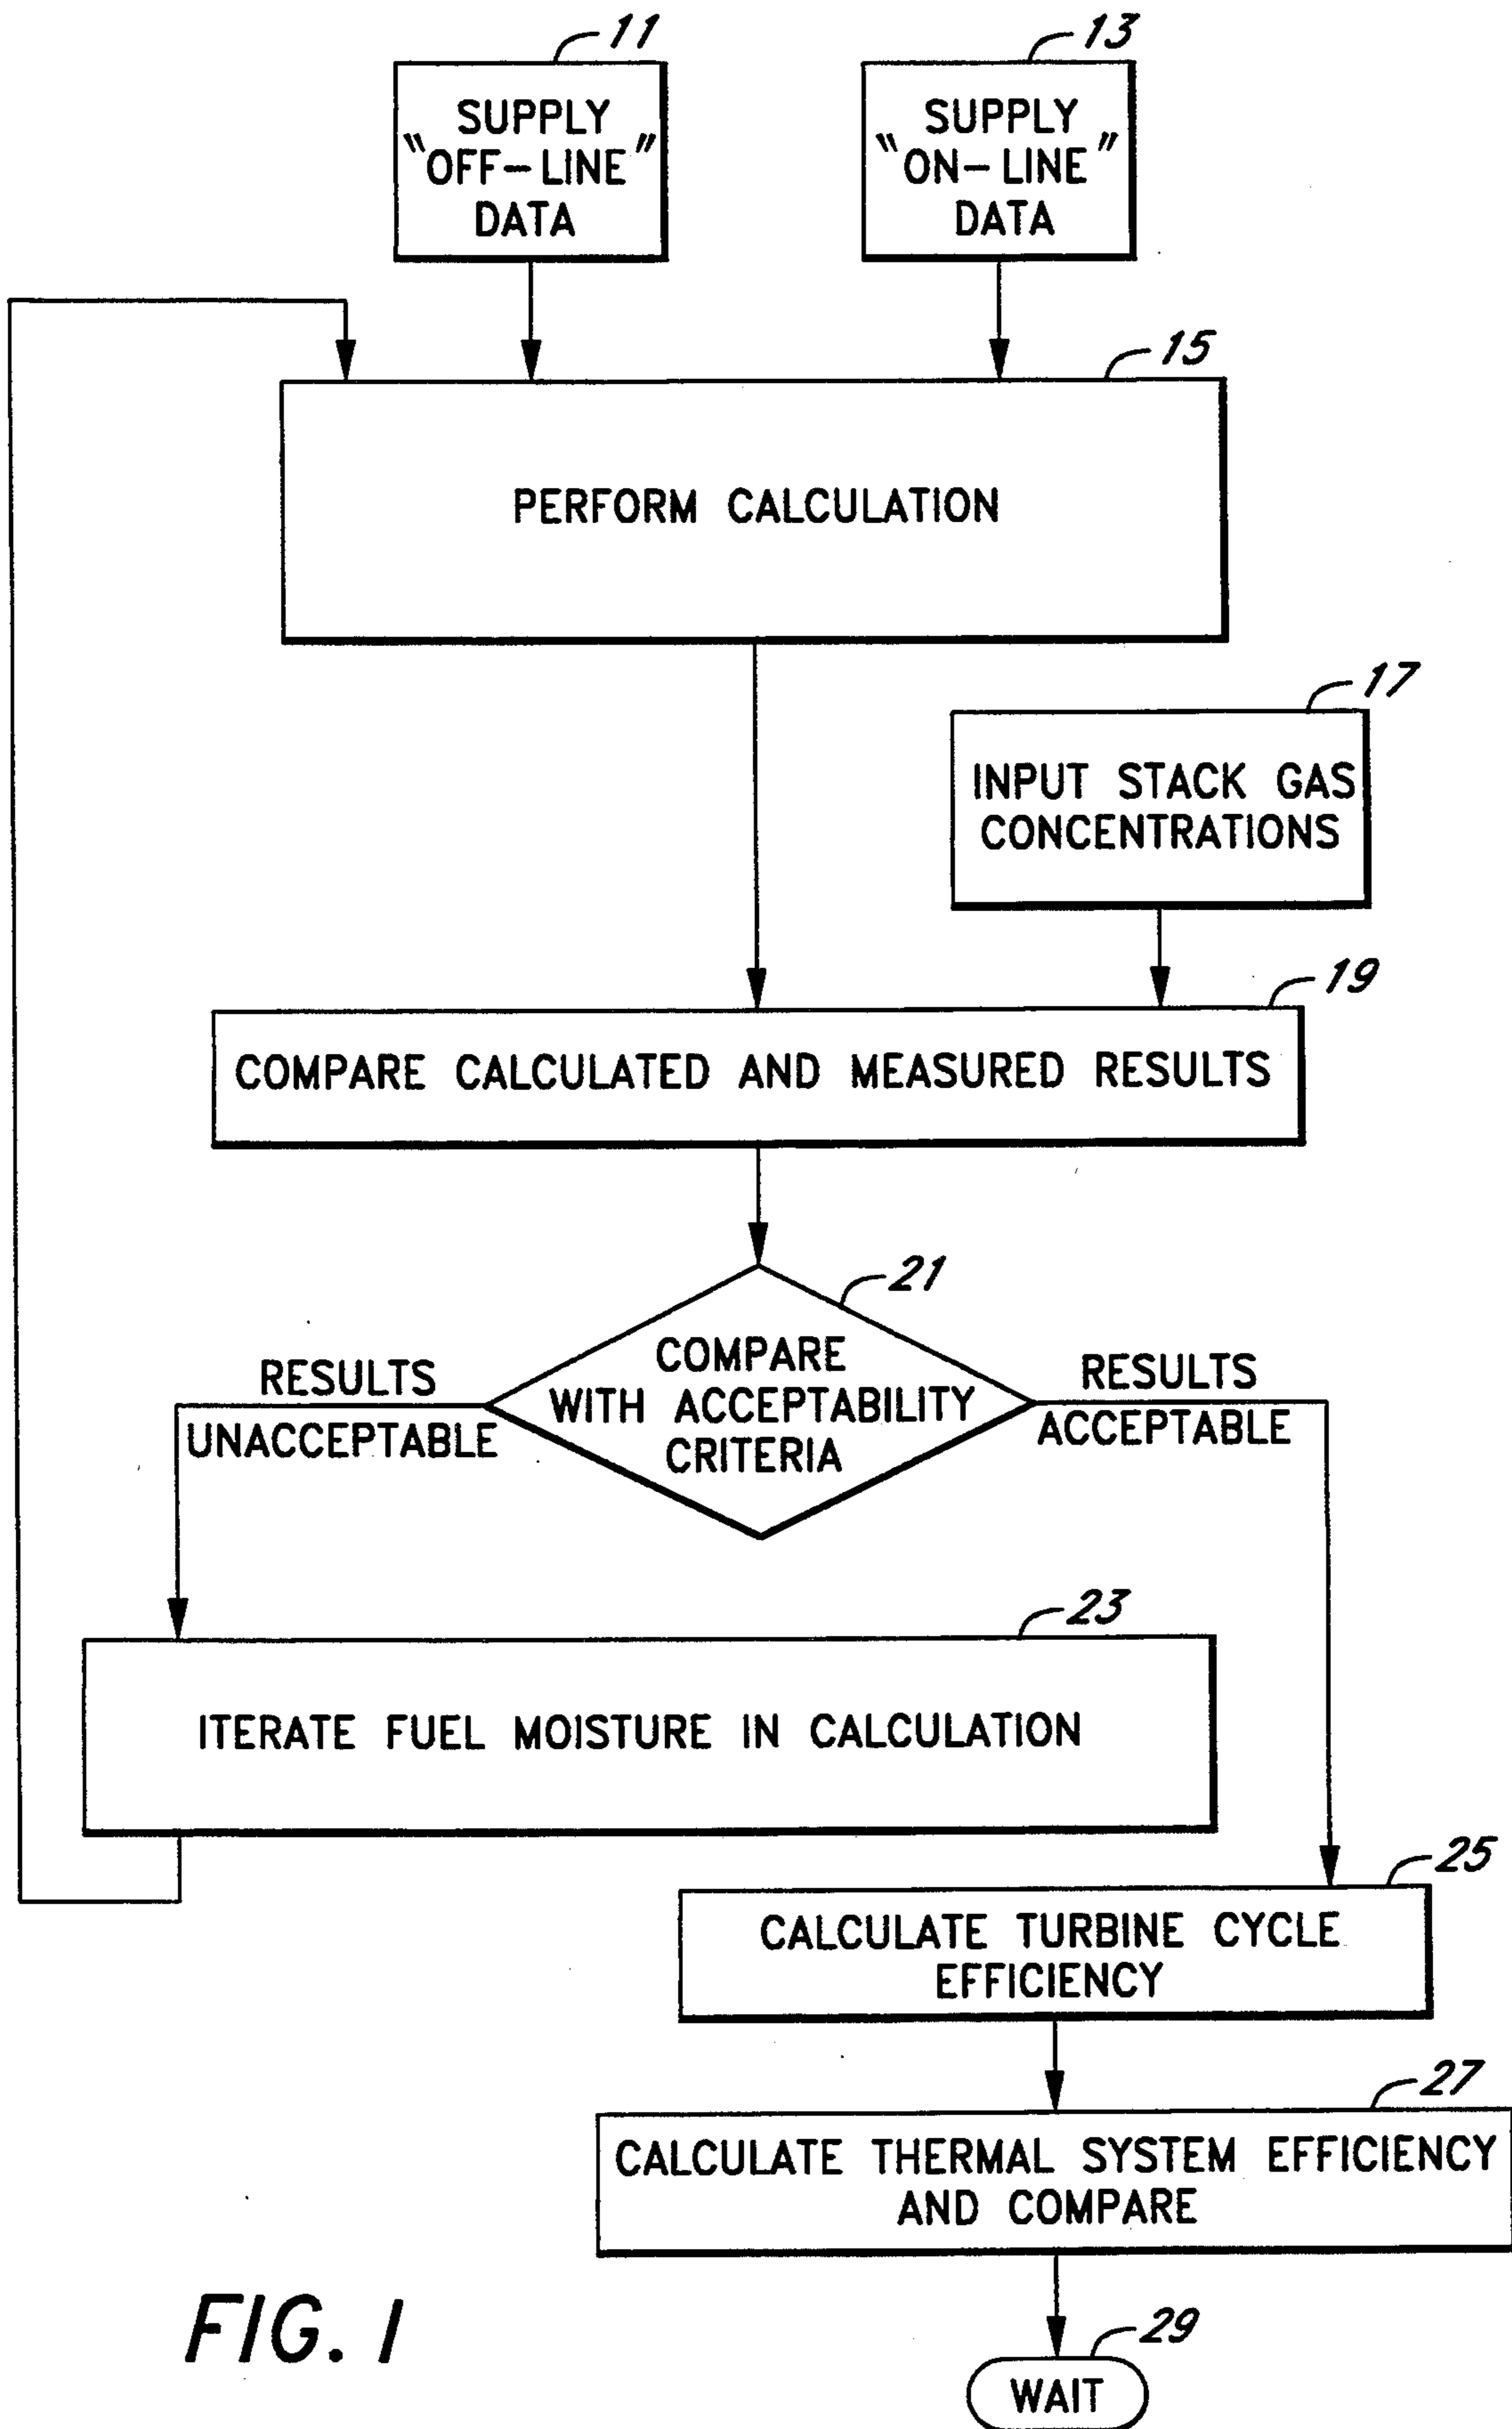 11
SUPPLY
"OFF-LINE"
DATA
13
SUPPLY
"ON-LINE"
DATA
15
PERFORM CALCULATION
17
INPUT STACK GAS
CONCENTRATIONS
19
COMPARE CALCULATED AND MEASURED RESULTS
21
COMPARE
WITH ACCEPTABILITY
CRITERIA
RESULTS
UNACCEPTABLE
RESULTS
ACCEPTABLE
23
ITERATE FUEL MOISTURE IN CALCULATION
25
CALCULATE TURBINE CYCLE
EFFICIENCY
27
CALCULATE THERMAL SYSTEM EFFICIENCY
AND COMPARE
29
WAIT
FIG. 1